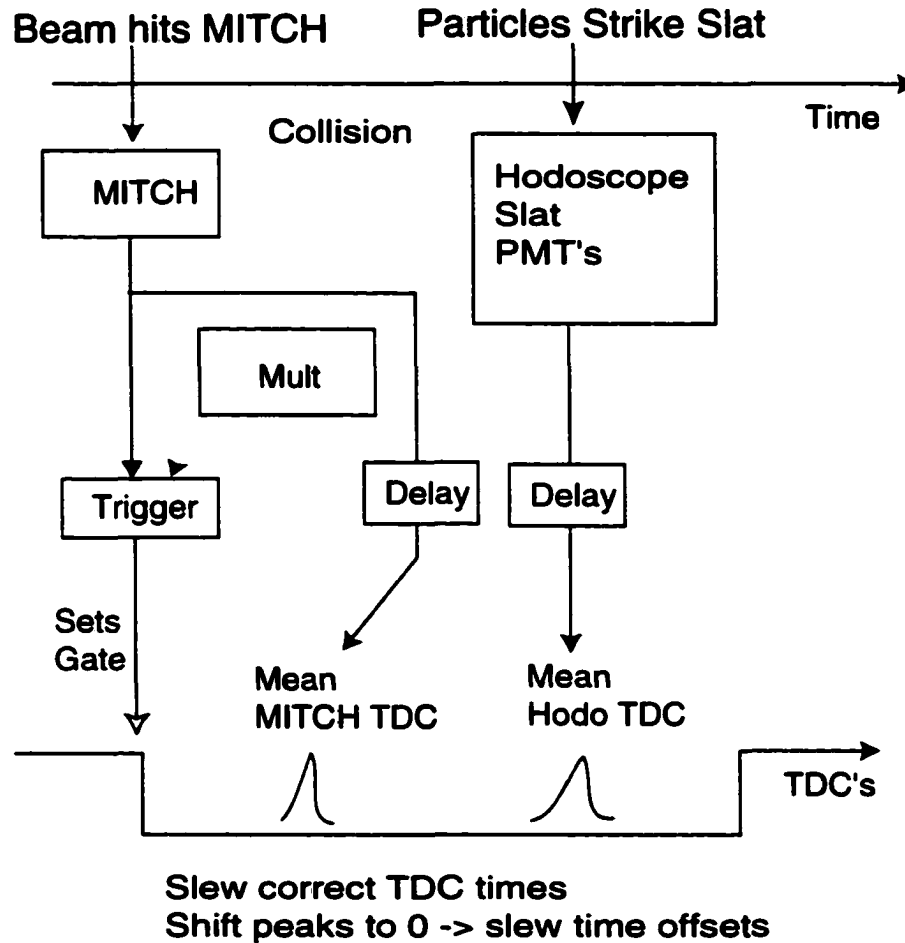 Beam hits MITCH
Particles Strike Slat
Time
Collision
MITCH
Hodoscope
Slat
PMT's
Mult
Trigger
Delay
Delay
Sets
Gate
Mean
MITCH TDC
Mean
Hodo TDC
TDC's
Slew correct TDC times
Shift peaks to 0 -> slew time offsets